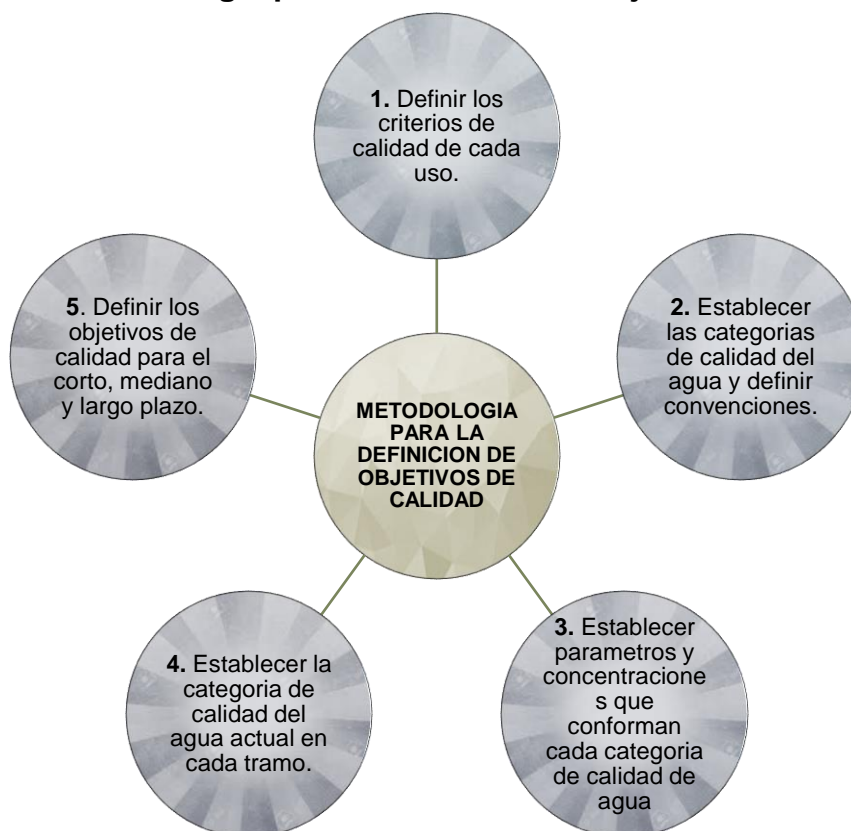 1. Definir los
criterios de
calidad de cada
uso.
2. Establecer
las categorias
de calidad del
agua y definir
convenciones.
3. Establecer
parametros y
concentracione
s que
conforman
cada categoria
de calidad de
agua
4. Establecer la
categoria de
calidad del
agua actual en
cada tramo.
5. Definir los
objetivos de
calidad para el
corto, mediano
y largo plazo.
METODOLOGIA
PARA LA
DEFINICION DE
OBJETIVOS DE
CALIDAD